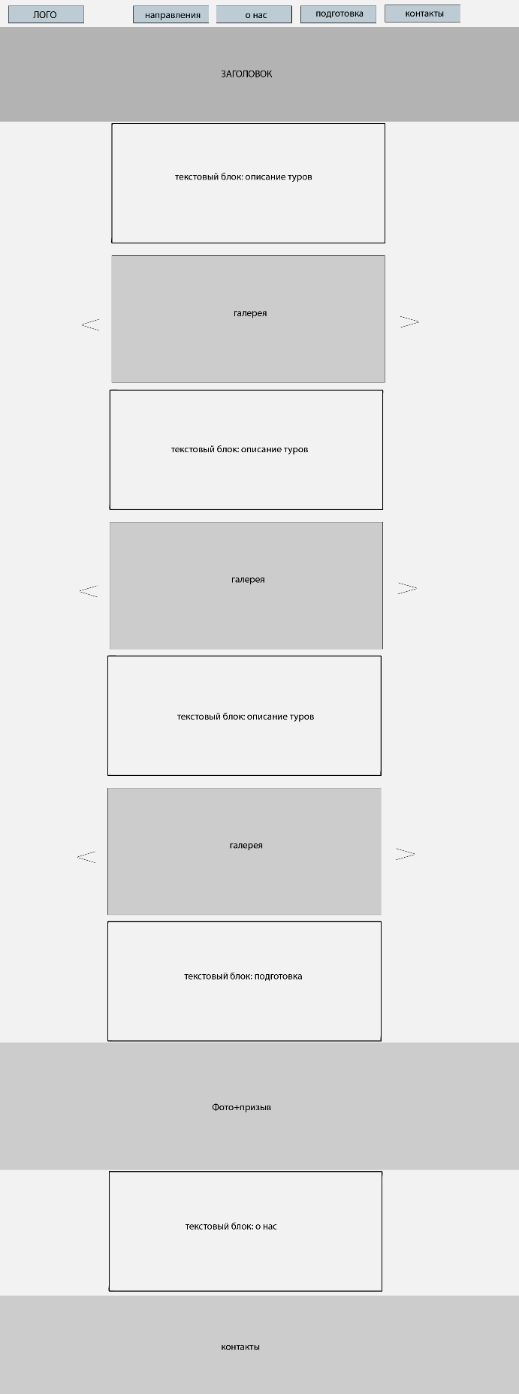 ЛОГО направления о нас подготовка контакты
ЗАГОЛОВОК
текстовый блок: описание туров
галерея
текстовый блок: описание туров
галерея
текстовый блок: описание туров
галерея
текстовый блок: подготовка
Фото+призыв
текстовый блок: о нас
контакты